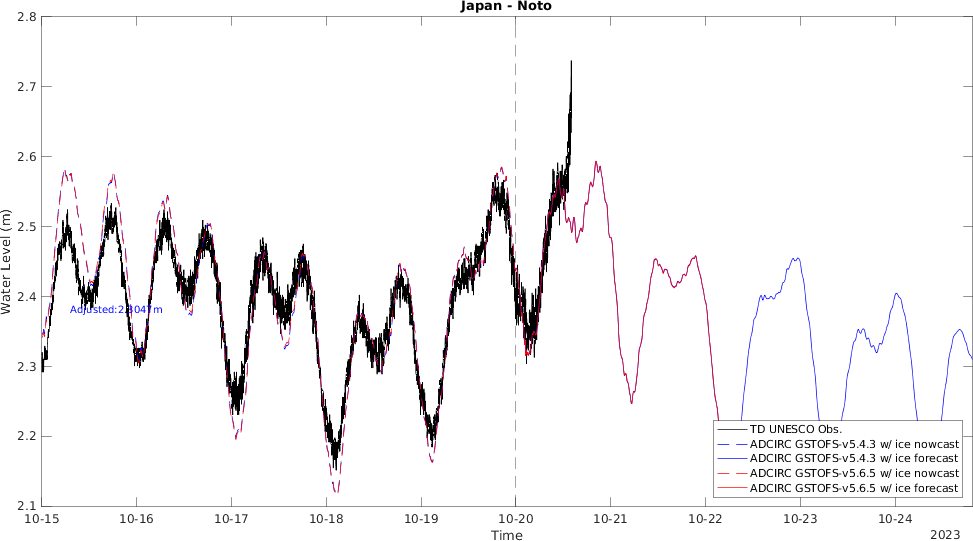 Japan - Noto
2.8
2.7
2.6
2.5
2.4
2.3
2.2
2.1
Water Level (m)
Adjusted:2.3047m
TD UNESCO Obs.
ADCIRC GSTOFS-v5.4.3 w/ ice nowcast
ADCIRC GSTOFS-v5.4.3 w/ ice forecast
ADCIRC GSTOFS-v5.6.5 w/ ice nowcast
ADCIRC GSTOFS-v5.6.5 w/ ice forecast
10-15 10-16 10-17 10-18 10-19 10-20 10-21 10-22 10-23 10-24
Time
2023